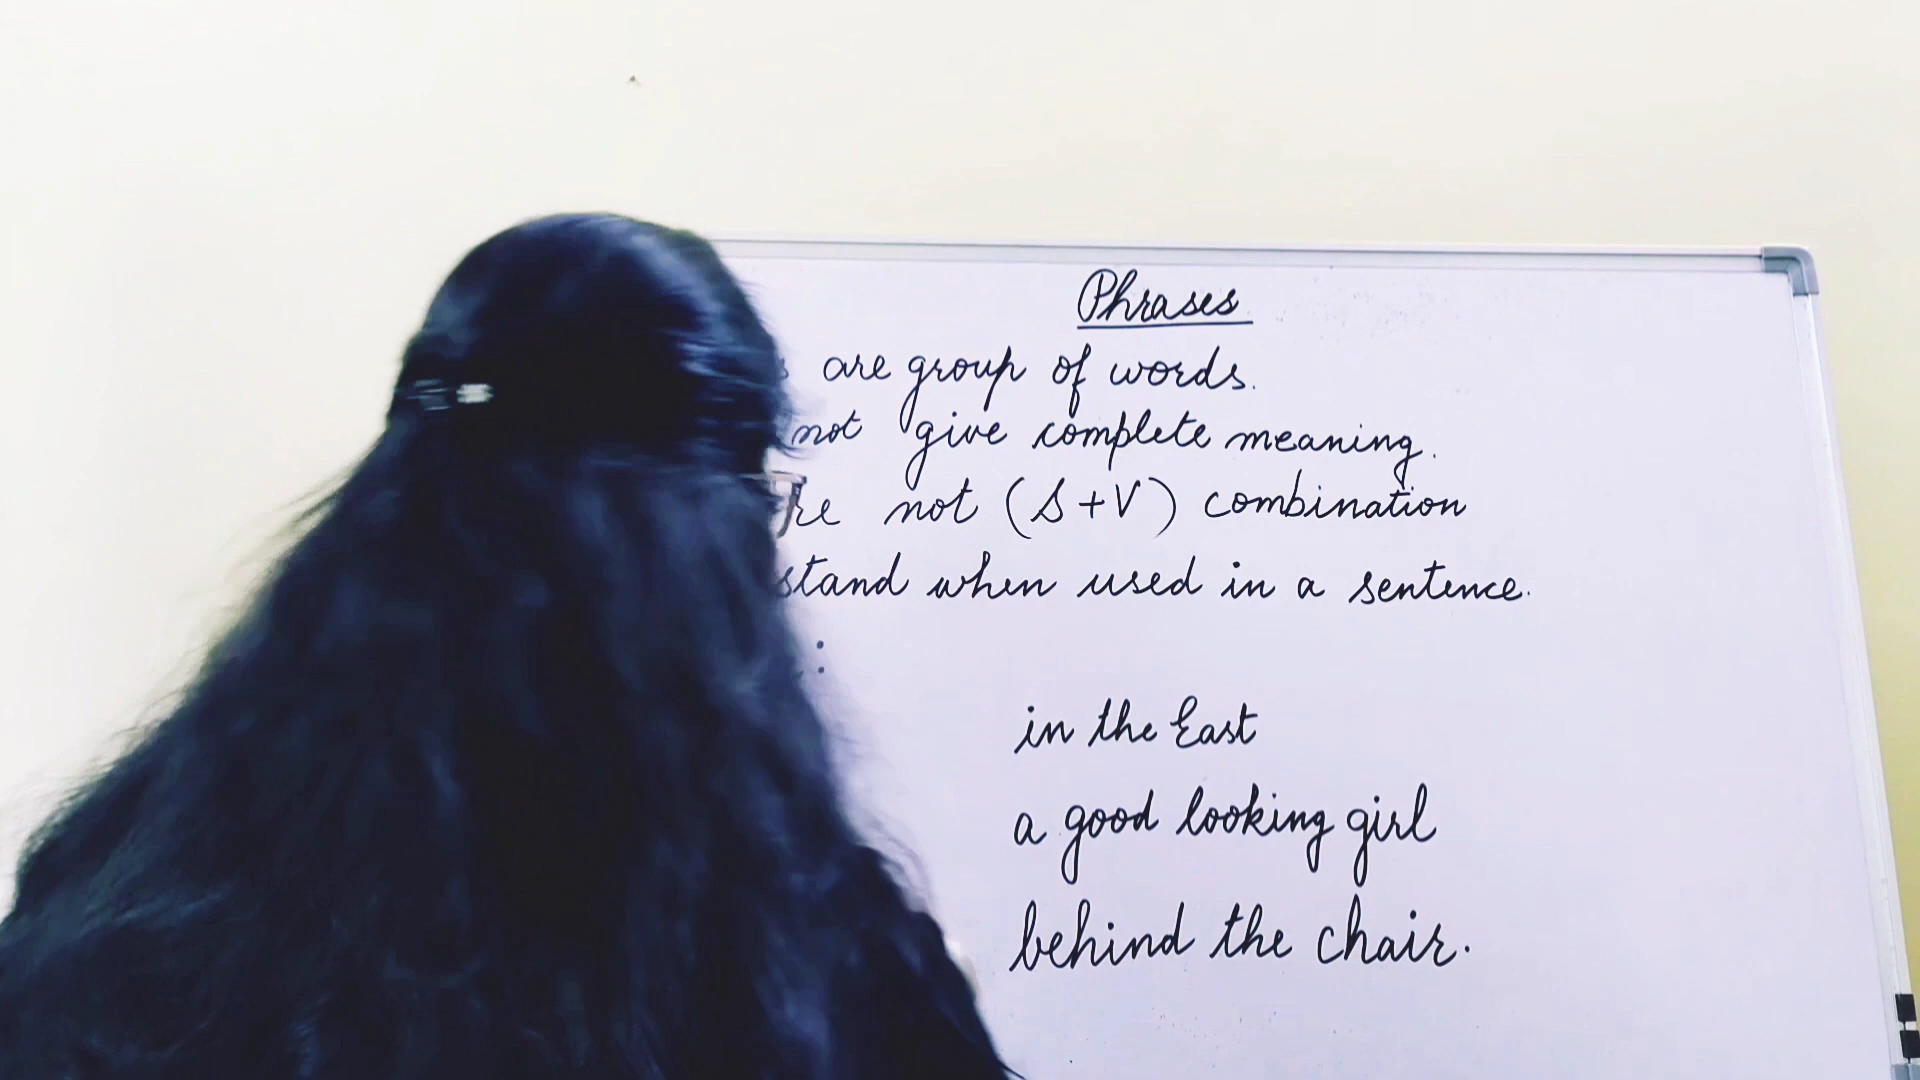 Phrases
are group of words.
not give complete meaning.
not (S+V) combination
when used in a sentence.
:
in the East
a good looking girl
behind the chair.